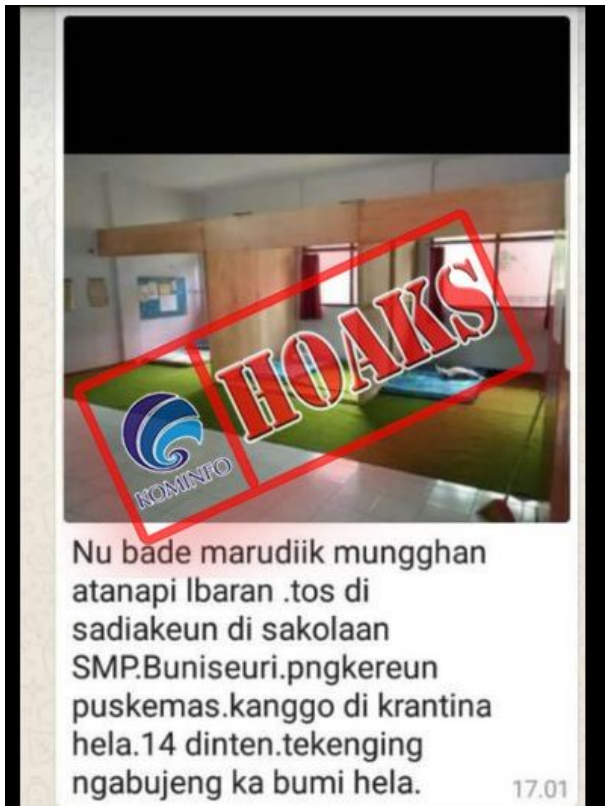 HOAKS
KOMINFO
Nu bade marudiik mungghan
atanapi lbaran .tos di
sadiakeun di sakolaan
SMP.Buniseuri.pngkereun
puskemas.kanggo di krantina
hela.14 dinten.tekenging
ngabujeng ka bumi hela.
17.01